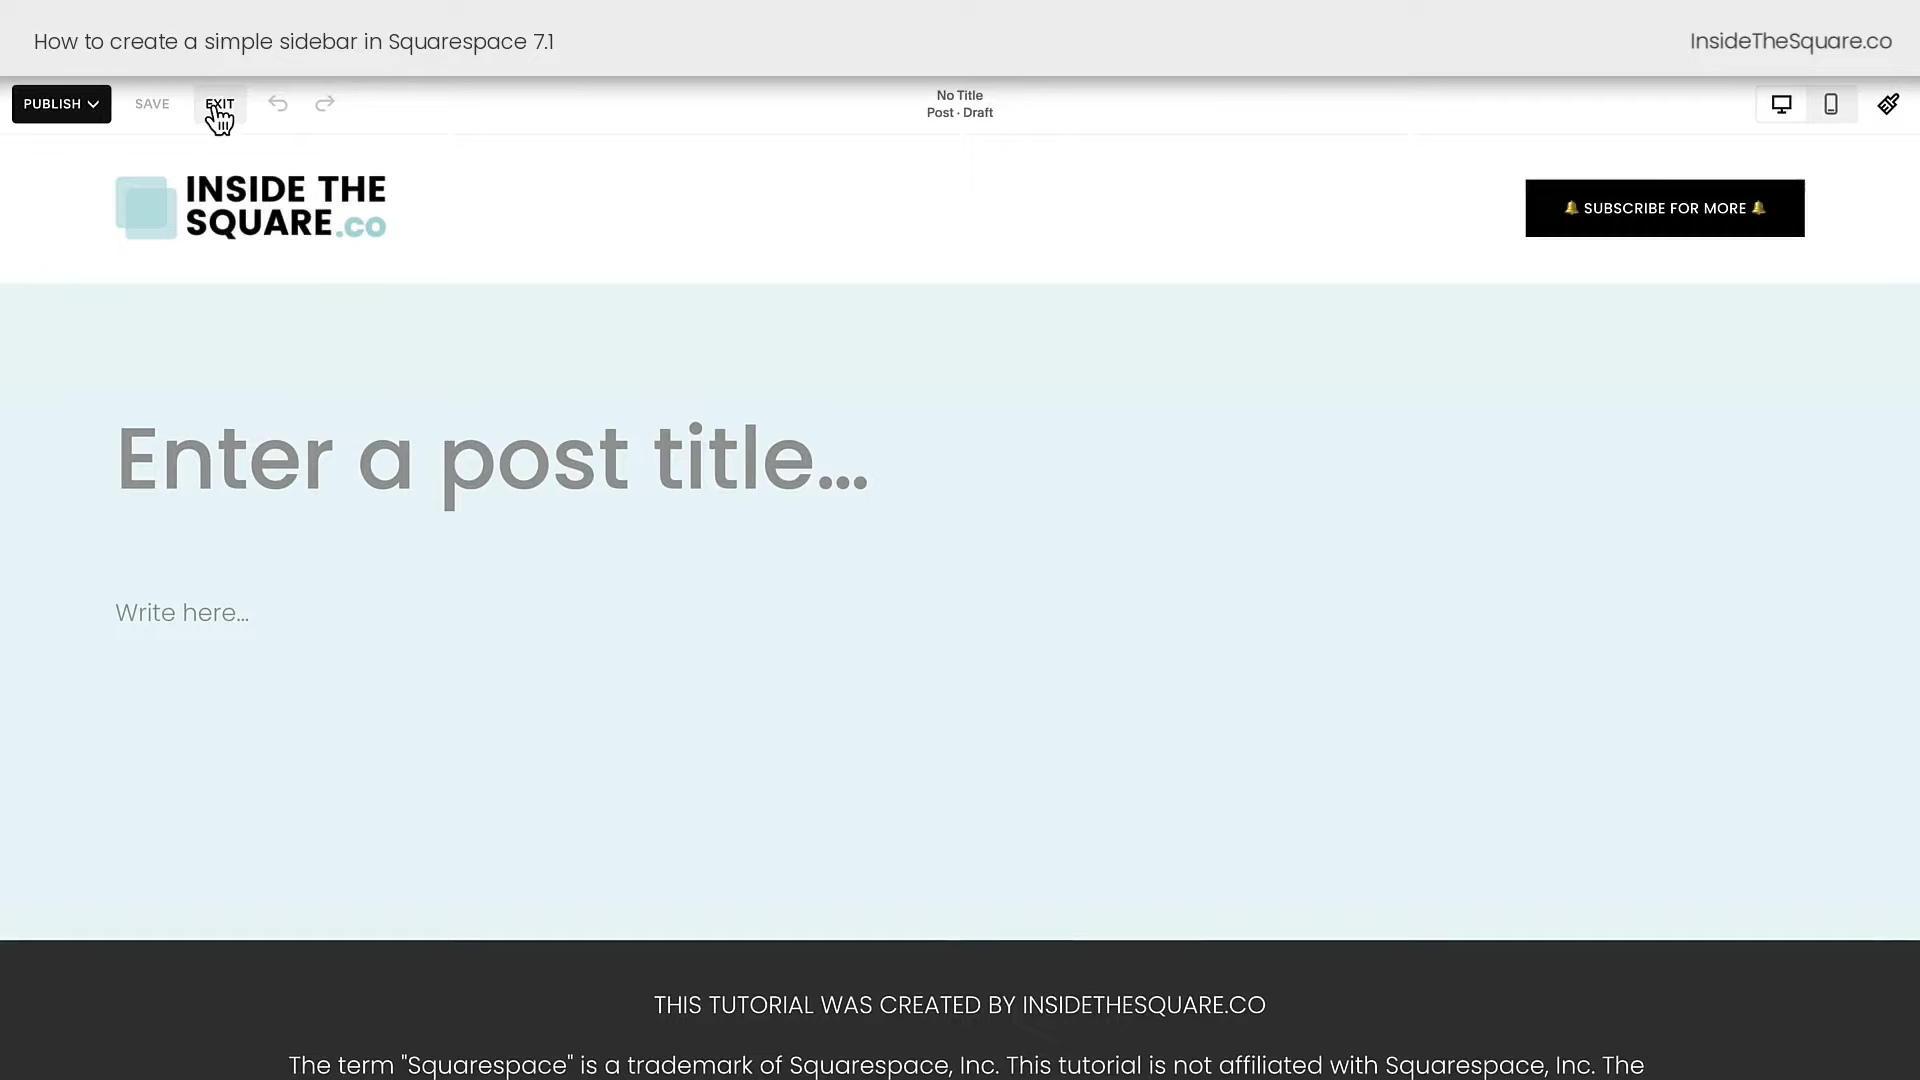 How to create a simple sidebar in Squarespace 7.1
InsideTheSquare.co
PUBLISH
SAVE
EXIT
No Title
Post · Draft
INSIDE THE
SQUARE.co
🔔 SUBSCRIBE FOR MORE 🔔
Enter a post title...
Write here...
THIS TUTORIAL WAS CREATED BY INSIDETHESQUARE.CO
The term "Squarespace" is a trademark of Squarespace, Inc. This tutorial is not affiliated with Squarespace, Inc. The